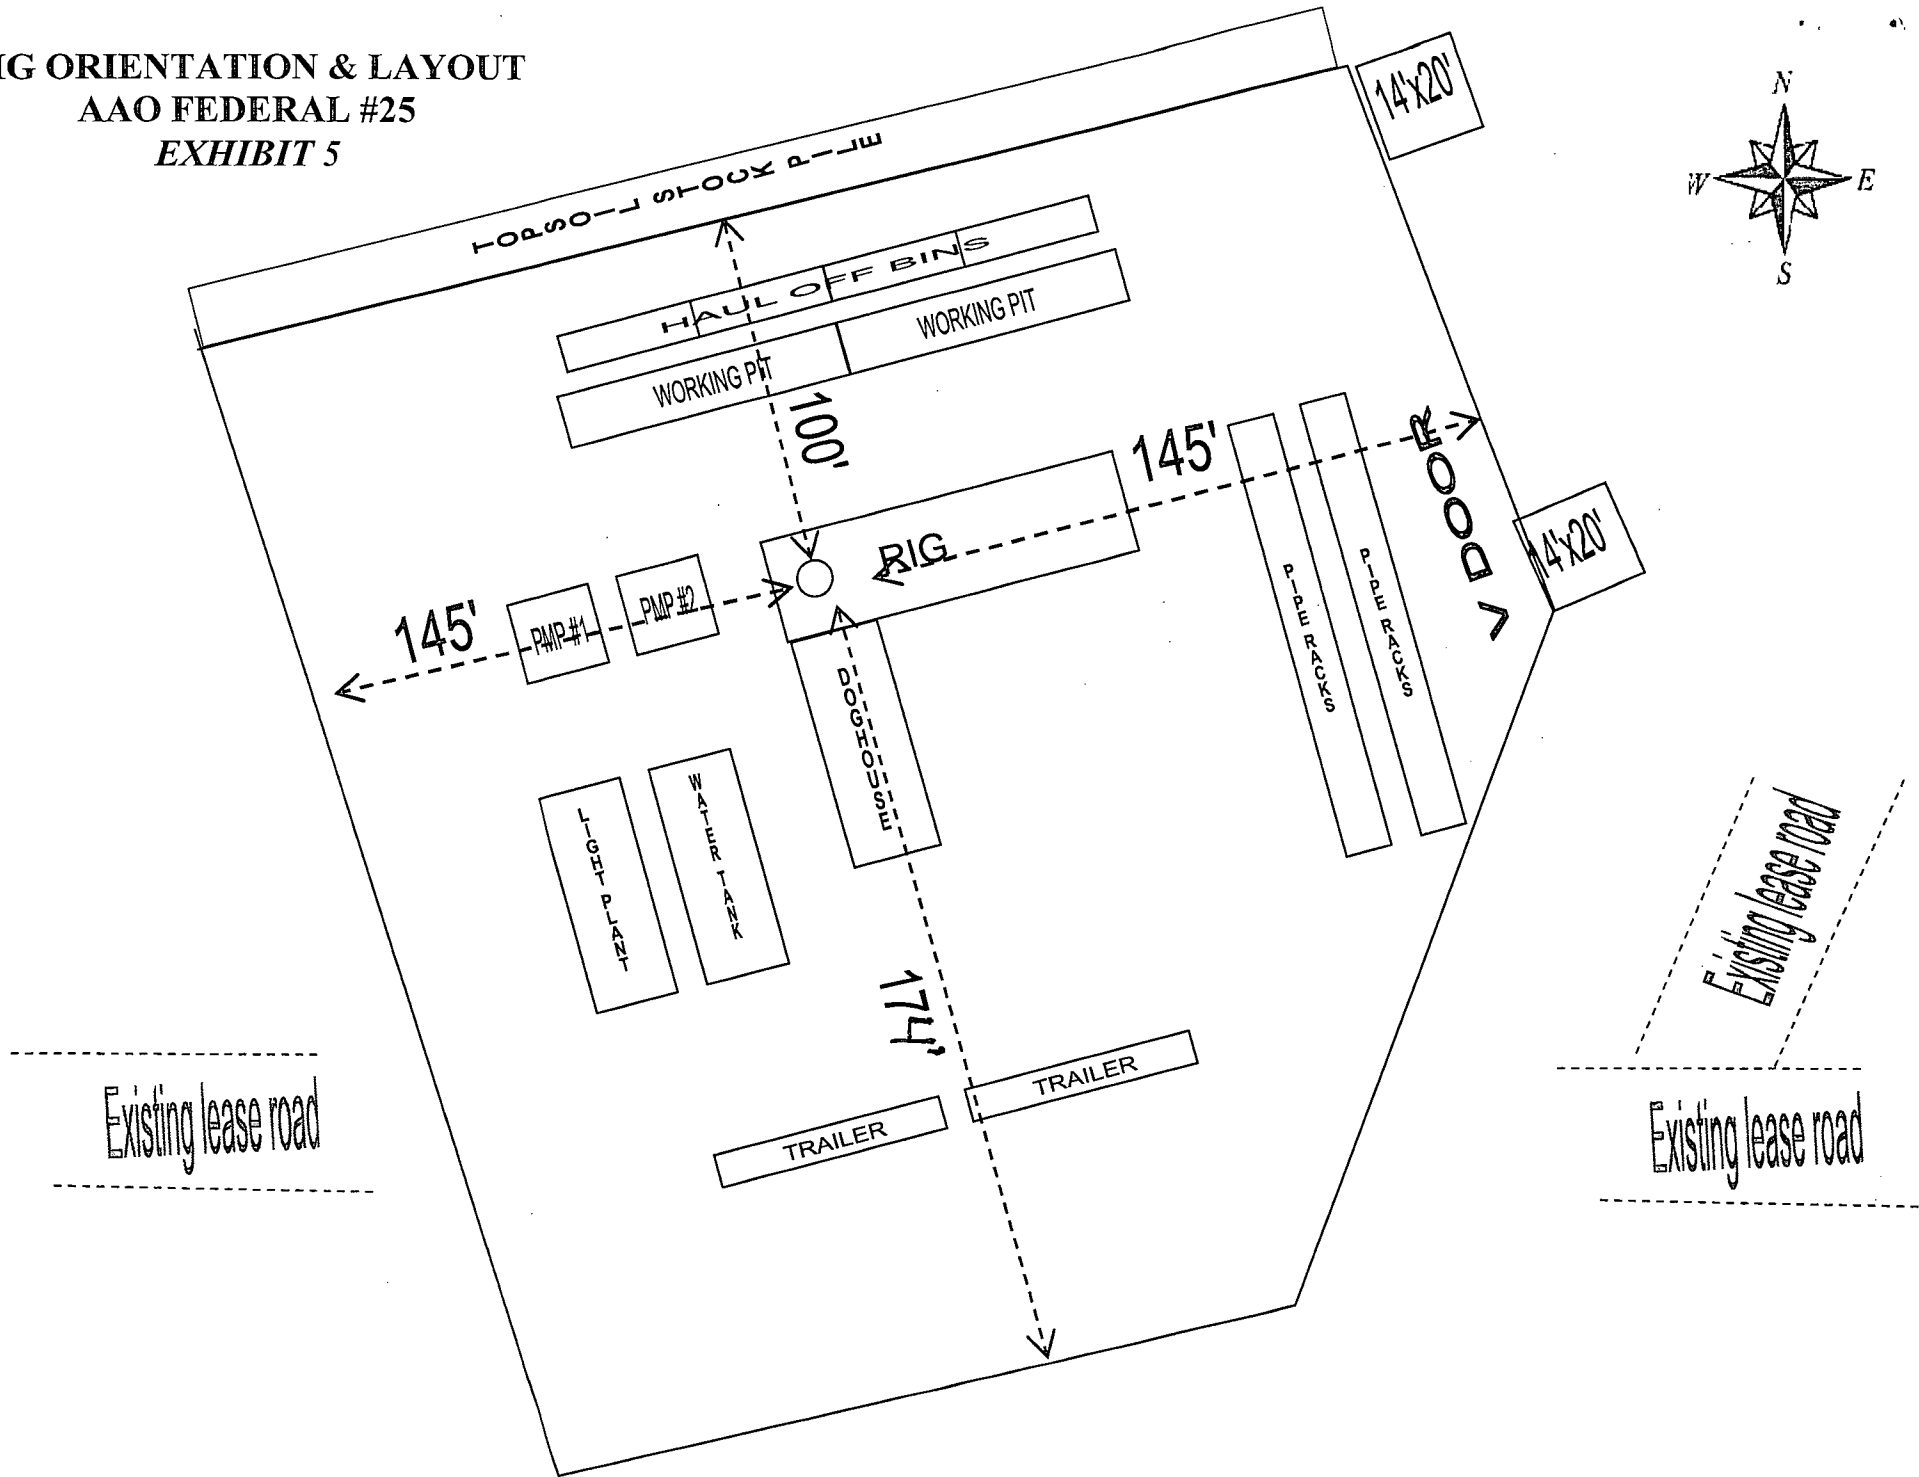 IG ORIENTATION & LAYOUT
AAO FEDERAL #25
EXHIBIT 5
N
W
E
S
14'x20'
TOPSOIL STOCK PILE
HAUL OFF BINS
WORKING PIT
WORKING PIT
100'
145'
V DOOR
14'x20'
RIG
PMP #1
PMP #2
145'
PIPE RACKS
PIPE RACKS
DOGHOUSE
WATER TANK
LIGHT PLANT
174'
TRAILER
TRAILER
Existing lease road
Existing lease road
Existing lease road